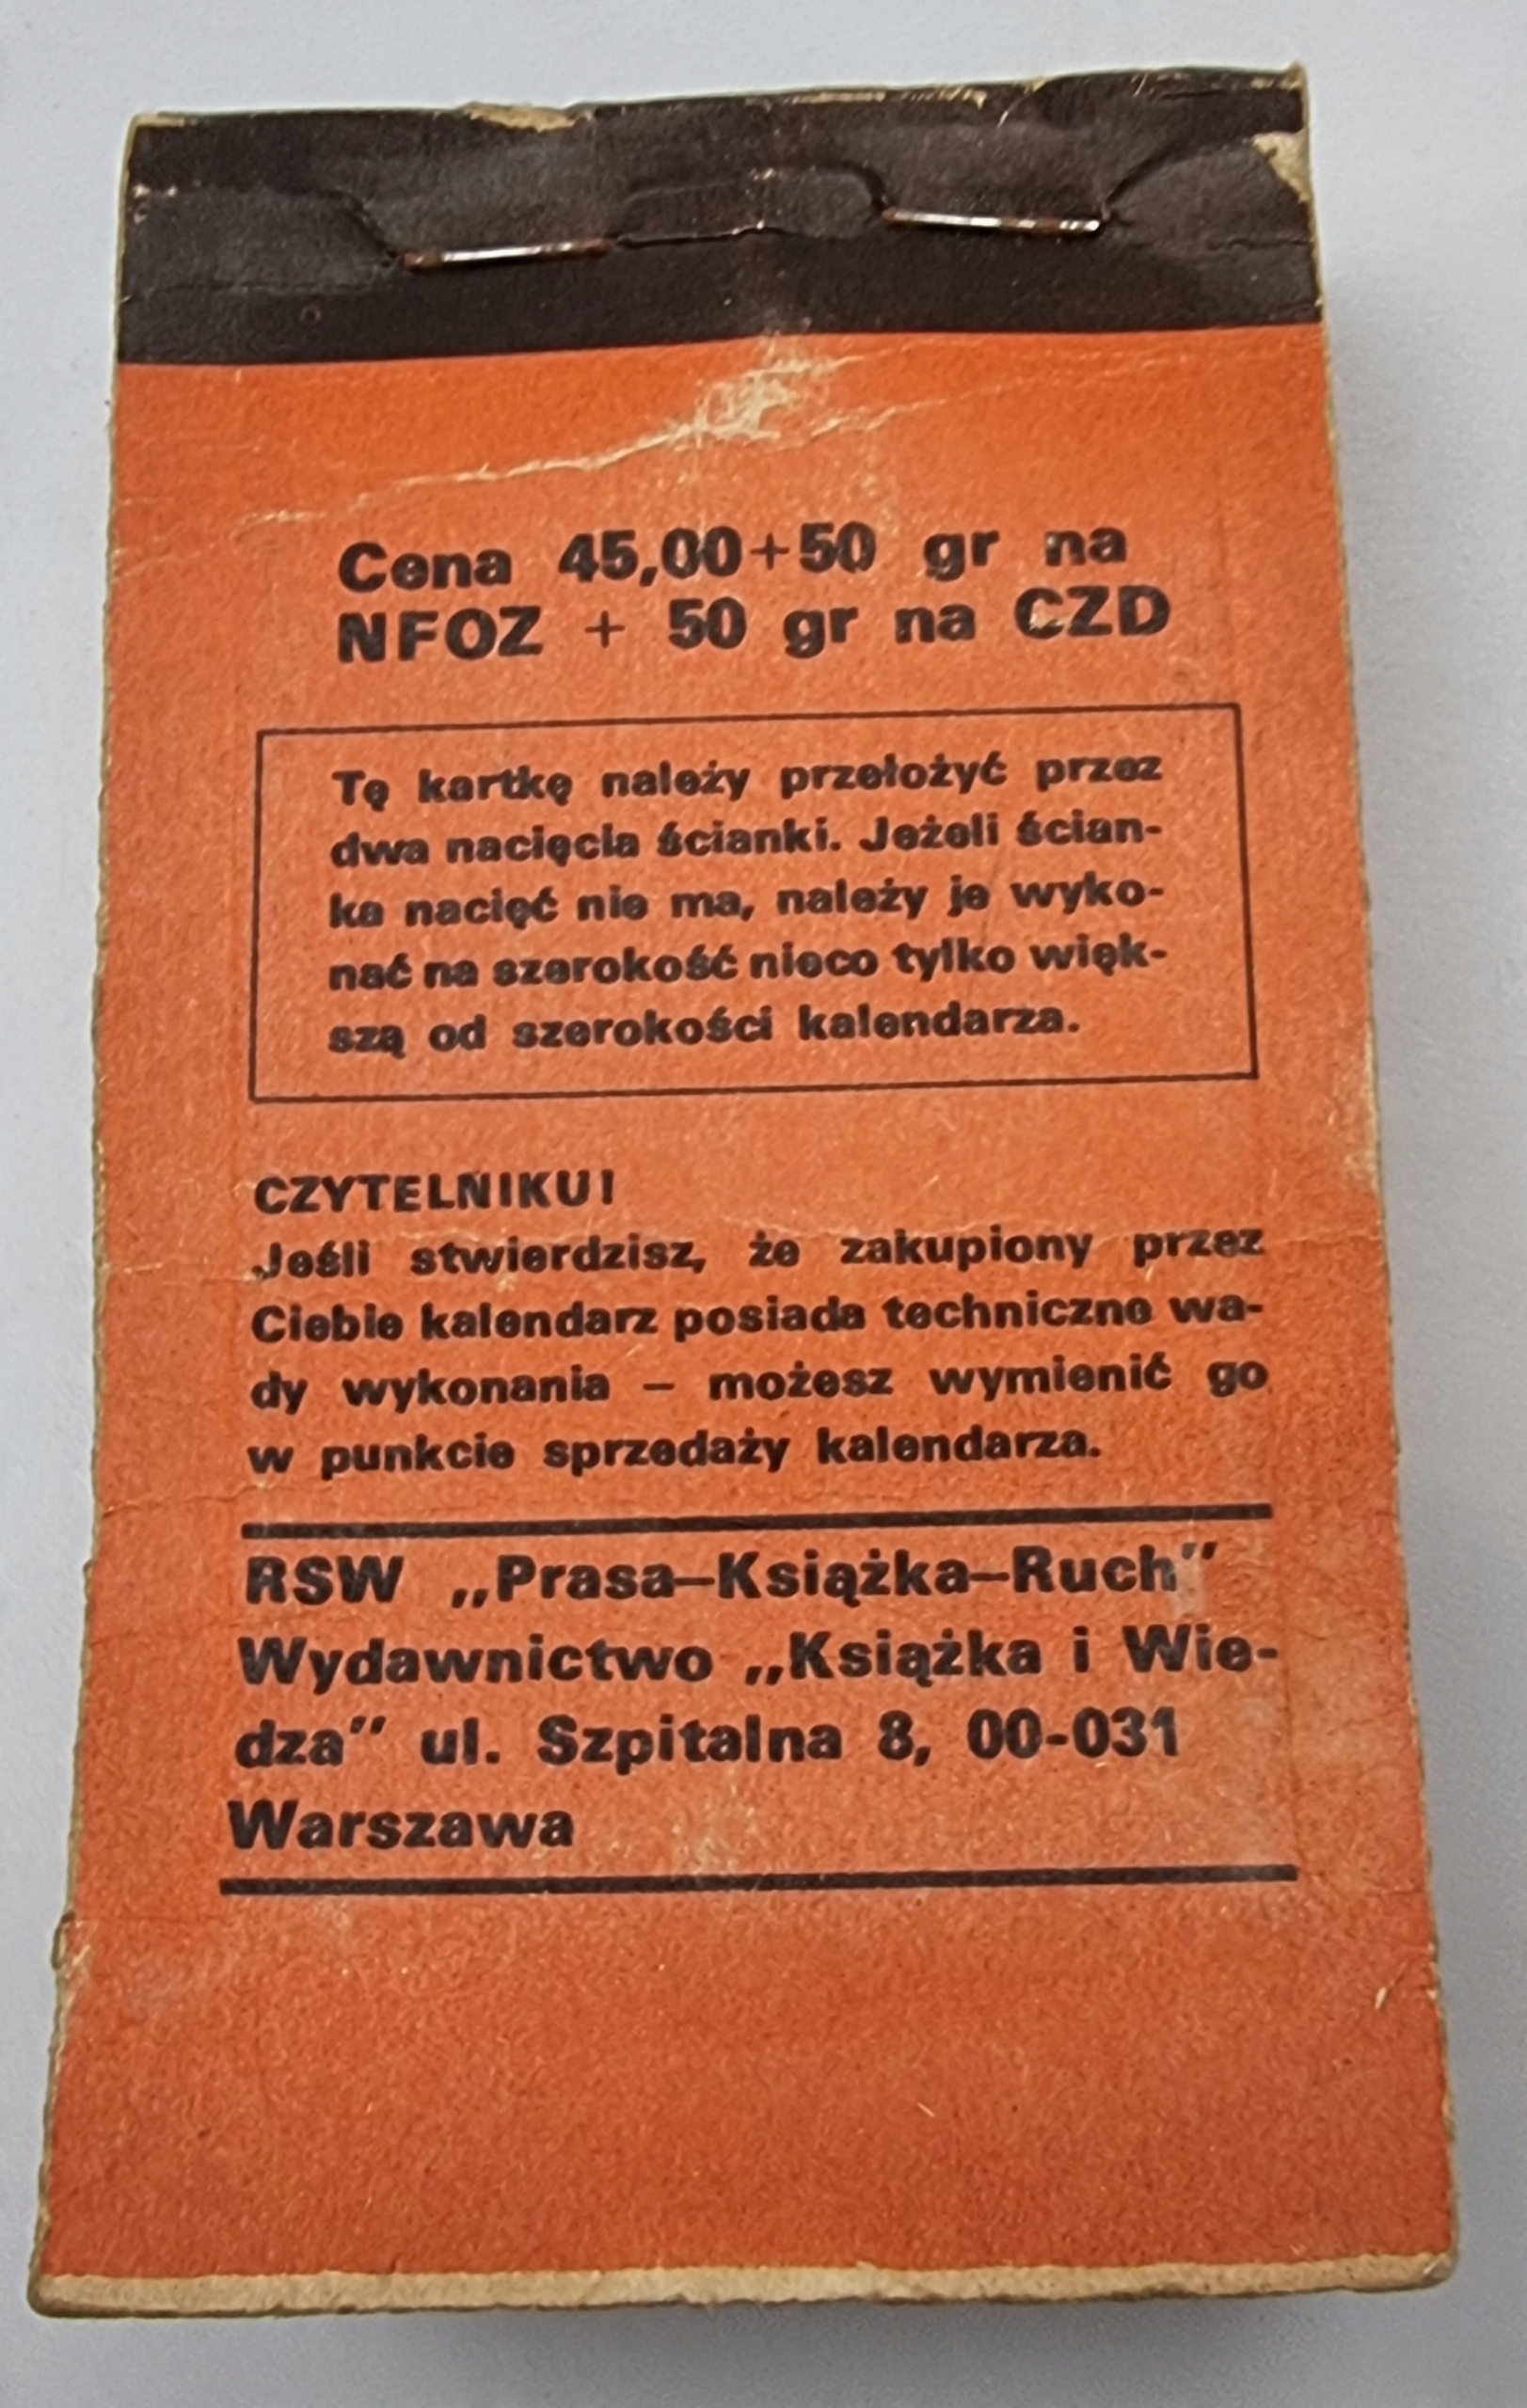 Cena 45,00+50 gr na
NFOZ + 50 gr na CZD
Tę kartkę należy przełożyć przez
dwa nacięcia ścianki. Jeżeli ścian-
ka nacięć nie ma, należy je wyko-
nać na szerokość nieco tylko więk-
szą od szerokości kalendarza.
CZYTELNIKU!
Jeśli stwierdzisz, że zakupiony przez
Ciebie kalendarz posiada techniczne wa-
dy wykonania – możesz wymienić go
w punkcie sprzedaży kalendarza.
RSW „Prasa–Książka–Ruch”
Wydawnictwo „Książka i Wie-
dza” ul. Szpitalna 8, 00-031
Warszawa